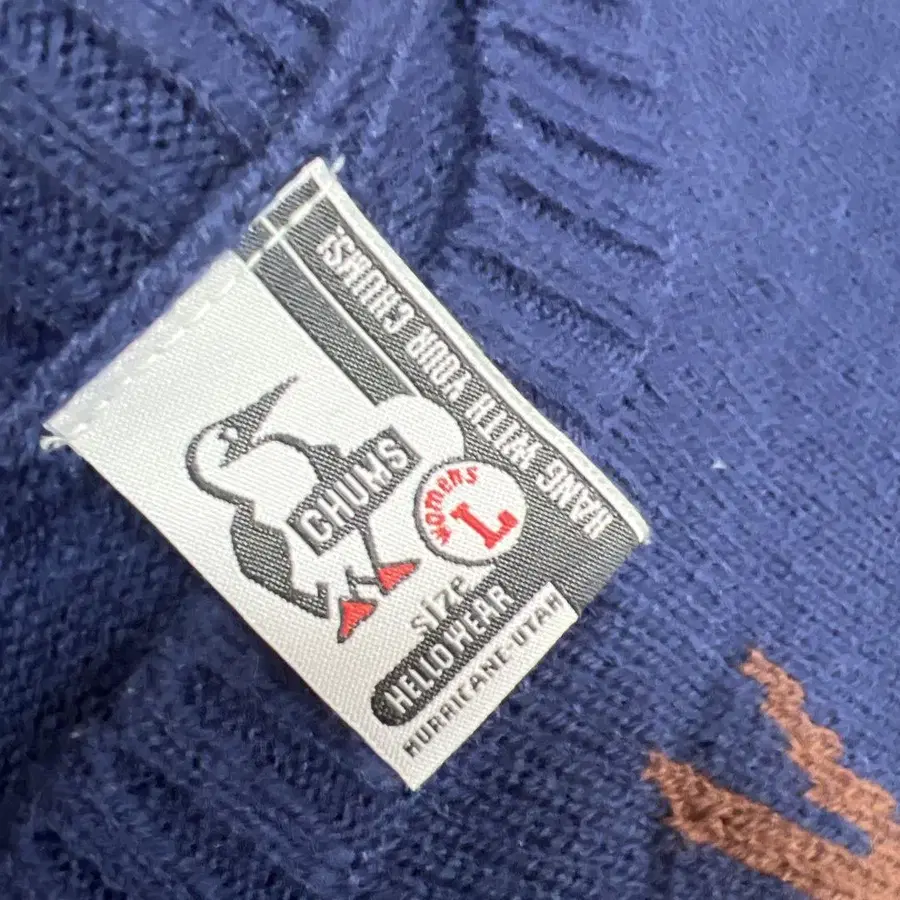 HANG WITH YOUR CHUMS!
CHUMS
womens
L
size
HELLO WEAR
HURRICANE-UTAH